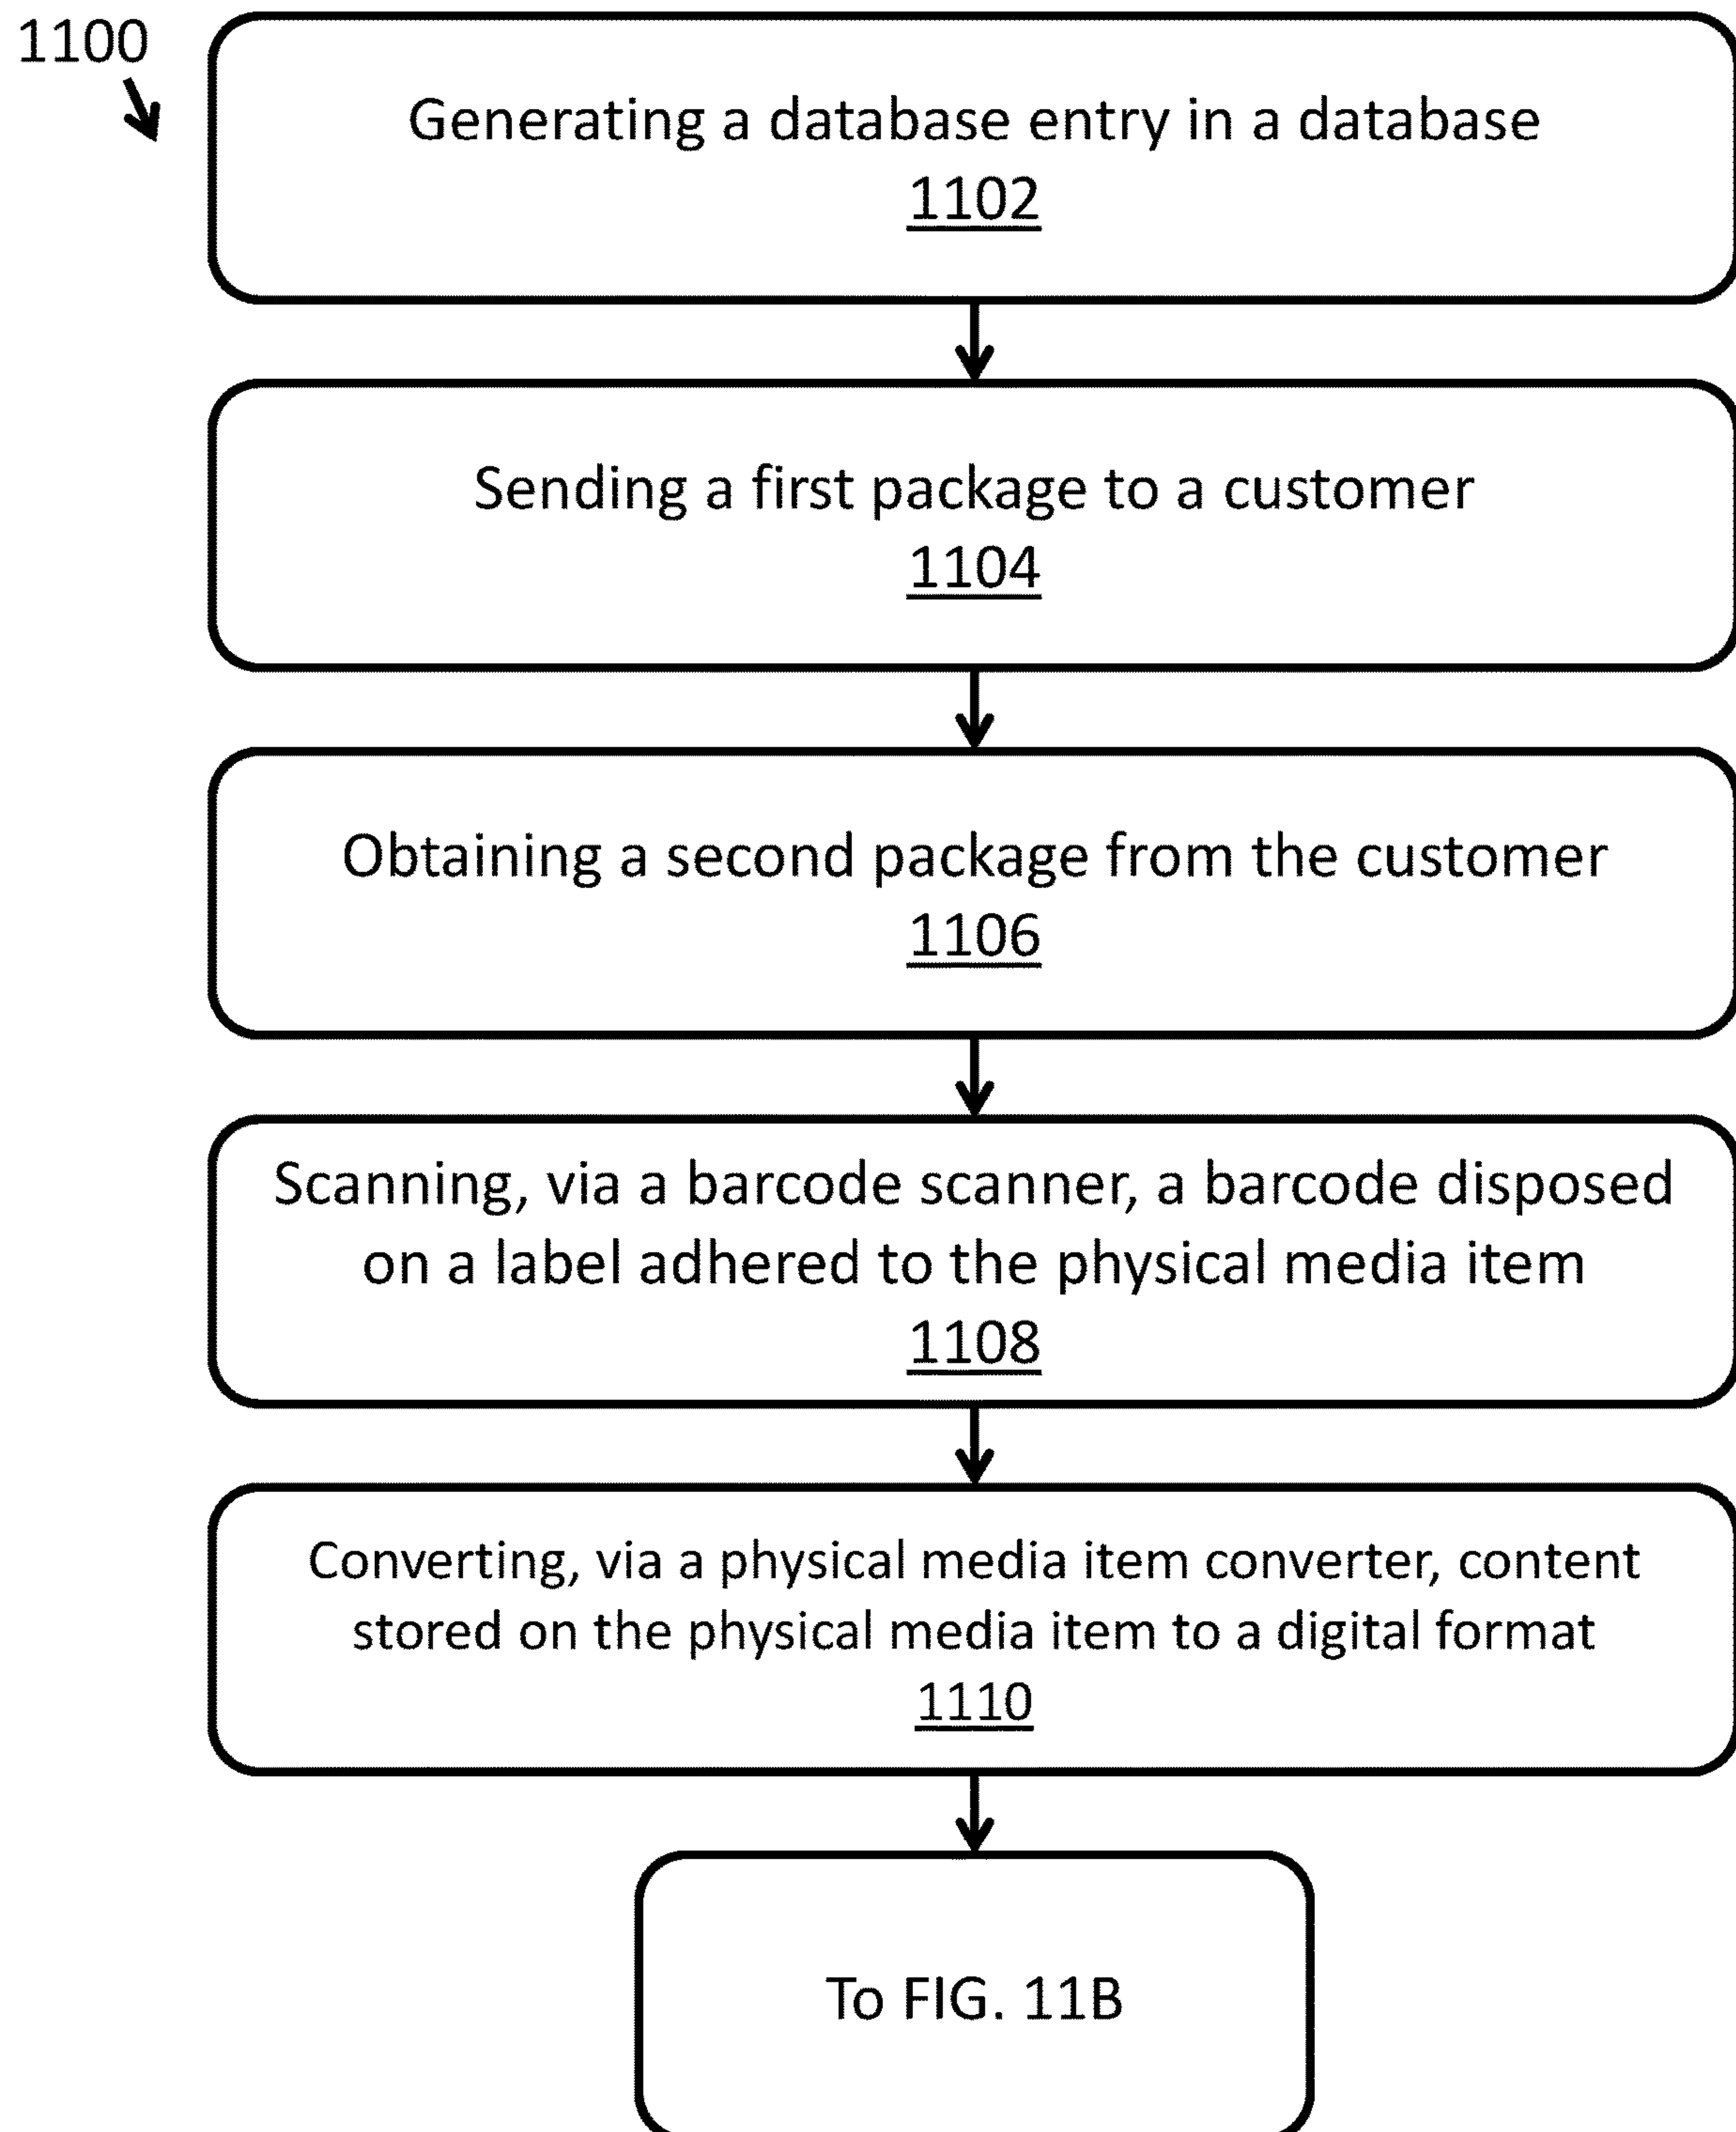 1100
Generating a database entry in a database
1102
Sending a first package to a customer
1104
Obtaining a second package from the customer
1106
Scanning, via a barcode scanner, a barcode disposed
on a label adhered to the physical media item
1108
Converting, via a physical media item converter, content
stored on the physical media item to a digital format
1110
To FIG. 11B